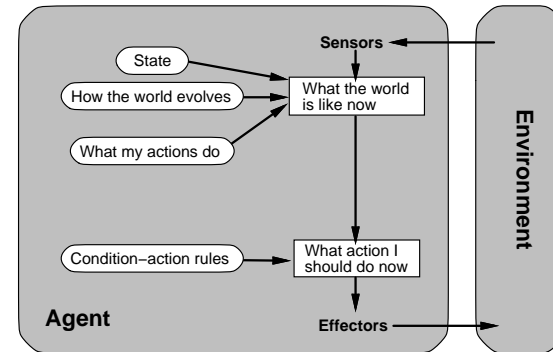 Sensors
State
How the world evolves
What my actions do
What the world
is like now
Condition−action rules
What action I
should do now
Agent
Effectors
Environment